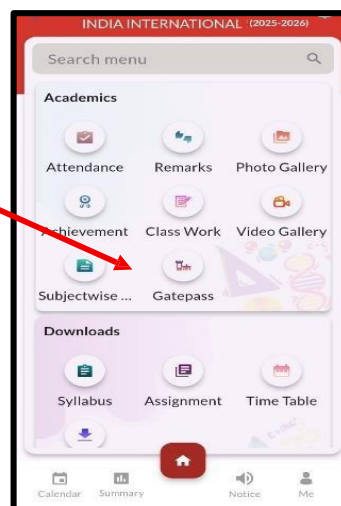 INDIA INTERNATIONAL (2025-2026)
Search menu
Academics
Attendance Remarks Photo Gallery
Achievement Class Work Video Gallery
Subjectwise ... Gatepass
Downloads
Syllabus Assignment Time Table
Calendar Summary Notice Me